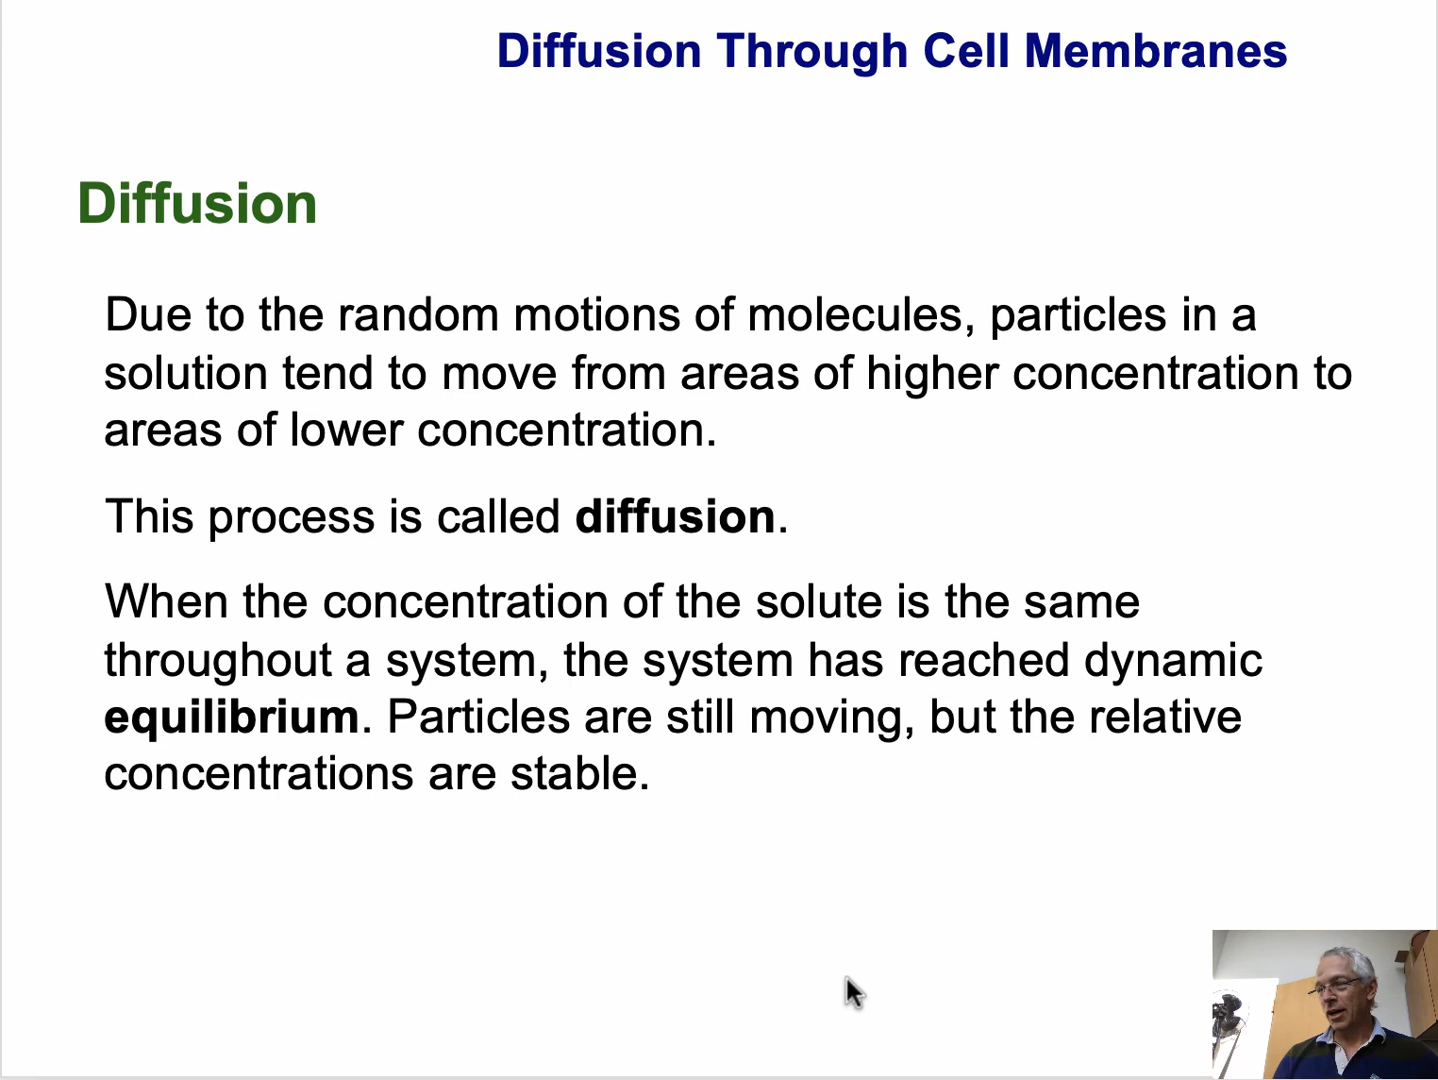 Diffusion Through Cell Membranes
Diffusion
Due to the random motions of molecules, particles in a
solution tend to move from areas of higher concentration to
areas of lower concentration.
This process is called diffusion.
When the concentration of the solute is the same
throughout a system, the system has reached dynamic
equilibrium. Particles are still moving, but the relative
concentrations are stable.